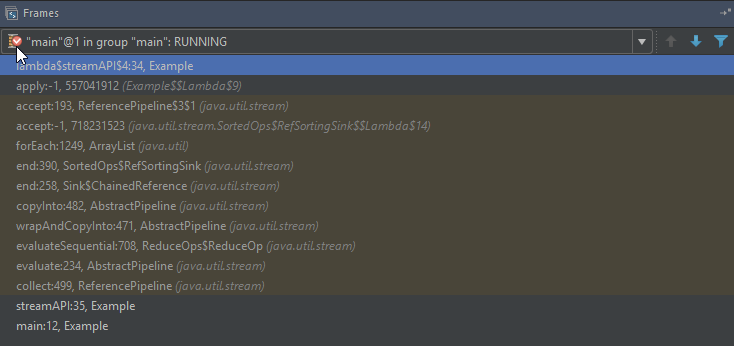 Frames
"main"@1 in group "main": RUNNING
lambda$streamAPI$4:34, Example
apply:-1, 557041912 (Example$$Lambda$9)
accept:193, ReferencePipeline$3$1 (java.util.stream)
accept:-1, 718231523 (java.util.stream.SortedOps$RefSortingSink$$Lambda$14)
forEach:1249, ArrayList (java.util)
end:390, SortedOps$RefSortingSink (java.util.stream)
end:258, Sink$ChainedReference (java.util.stream)
copyInto:482, AbstractPipeline (java.util.stream)
wrapAndCopyInto:471, AbstractPipeline (java.util.stream)
evaluateSequential:708, ReduceOps$ReduceOp (java.util.stream)
evaluate:234, AbstractPipeline (java.util.stream)
collect:499, ReferencePipeline (java.util.stream)
streamAPI:35, Example
main:12, Example